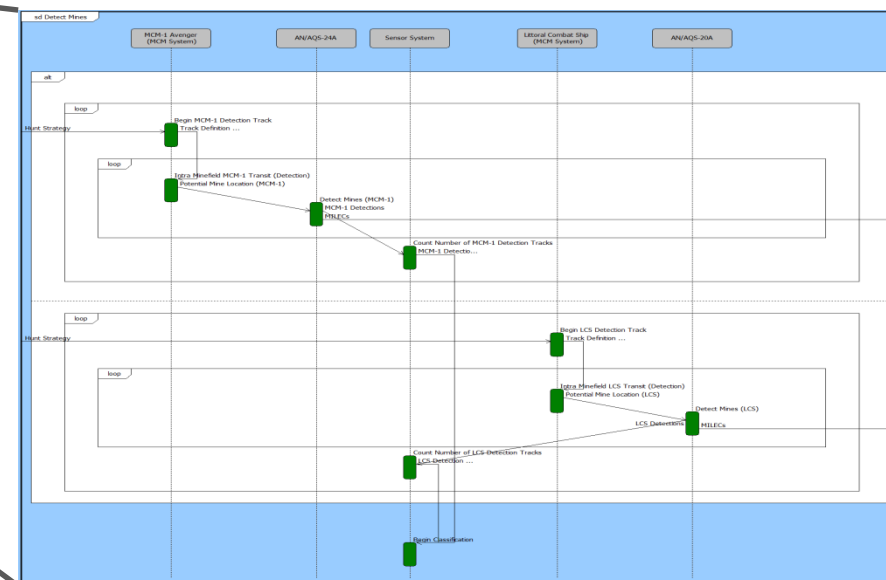 sd Detect Mines
MCM-1 Avenger
(MCM System)
AN/AQS-24A
Sensor System
Littoral Combat Ship
(MCM System)
AN/AQS-20A
alt
loop
Begin MCM-1 Detection Track
Hunt Strategy
Track Definition ...
loop
Intra Minefield MCM-1 Transit (Detection)
Potential Mine Location (MCM-1)
Detect Mines (MCM-1)
MCM-1 Detections
MILECs
Count Number of MCM-1 Detection Tracks
MCM-1 Detectio...
loop
Begin LCS Detection Track
Hunt Strategy
Track Definition ...
loop
Intra Minefield LCS Transit (Detection)
Potential Mine Location (LCS)
Detect Mines (LCS)
LCS Detections
MILECs
Count Number of LCS Detection Tracks
LCS Detection ...
Begin Classification